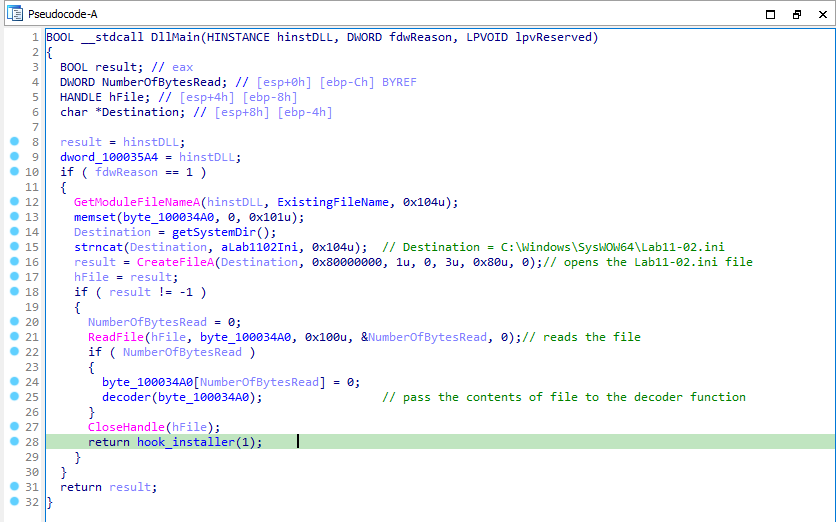 Pseudocode-A
1 BOOL __stdcall DllMain(HINSTANCE hinstDLL, DWORD fdwReason, LPVOID lpvReserved)
2 {
3   BOOL result; // eax
4   DWORD NumberOfBytesRead; // [esp+0h] [ebp-Ch] BYREF
5   HANDLE hFile; // [esp+4h] [ebp-8h]
6   char *Destination; // [esp+8h] [ebp-4h]
7
8   result = hinstDLL;
9   dword_100035A4 = hinstDLL;
10   if ( fdwReason == 1 )
11   {
12     GetModuleFileNameA(hinstDLL, ExistingFileName, 0x104u);
13     memset(byte_100034A0, 0, 0x101u);
14     Destination = getSystemDir();
15     strncat(Destination, aLab1102Ini, 0x104u);  // Destination = C:\Windows\SysWOW64\Lab11-02.ini
16     result = CreateFileA(Destination, 0x80000000, 1u, 0, 3u, 0x80u, 0);// opens the Lab11-02.ini file
17     hFile = result;
18     if ( result != -1 )
19     {
20       NumberOfBytesRead = 0;
21       ReadFile(hFile, byte_100034A0, 0x100u, &NumberOfBytesRead, 0);// reads the file
22       if ( NumberOfBytesRead )
23       {
24         byte_100034A0[NumberOfBytesRead] = 0;
25         decoder(byte_100034A0);                 // pass the contents of file to the decoder function
26       }
27       CloseHandle(hFile);
28       return hook_installer(1);
29     }
30   }
31   return result;
32 }